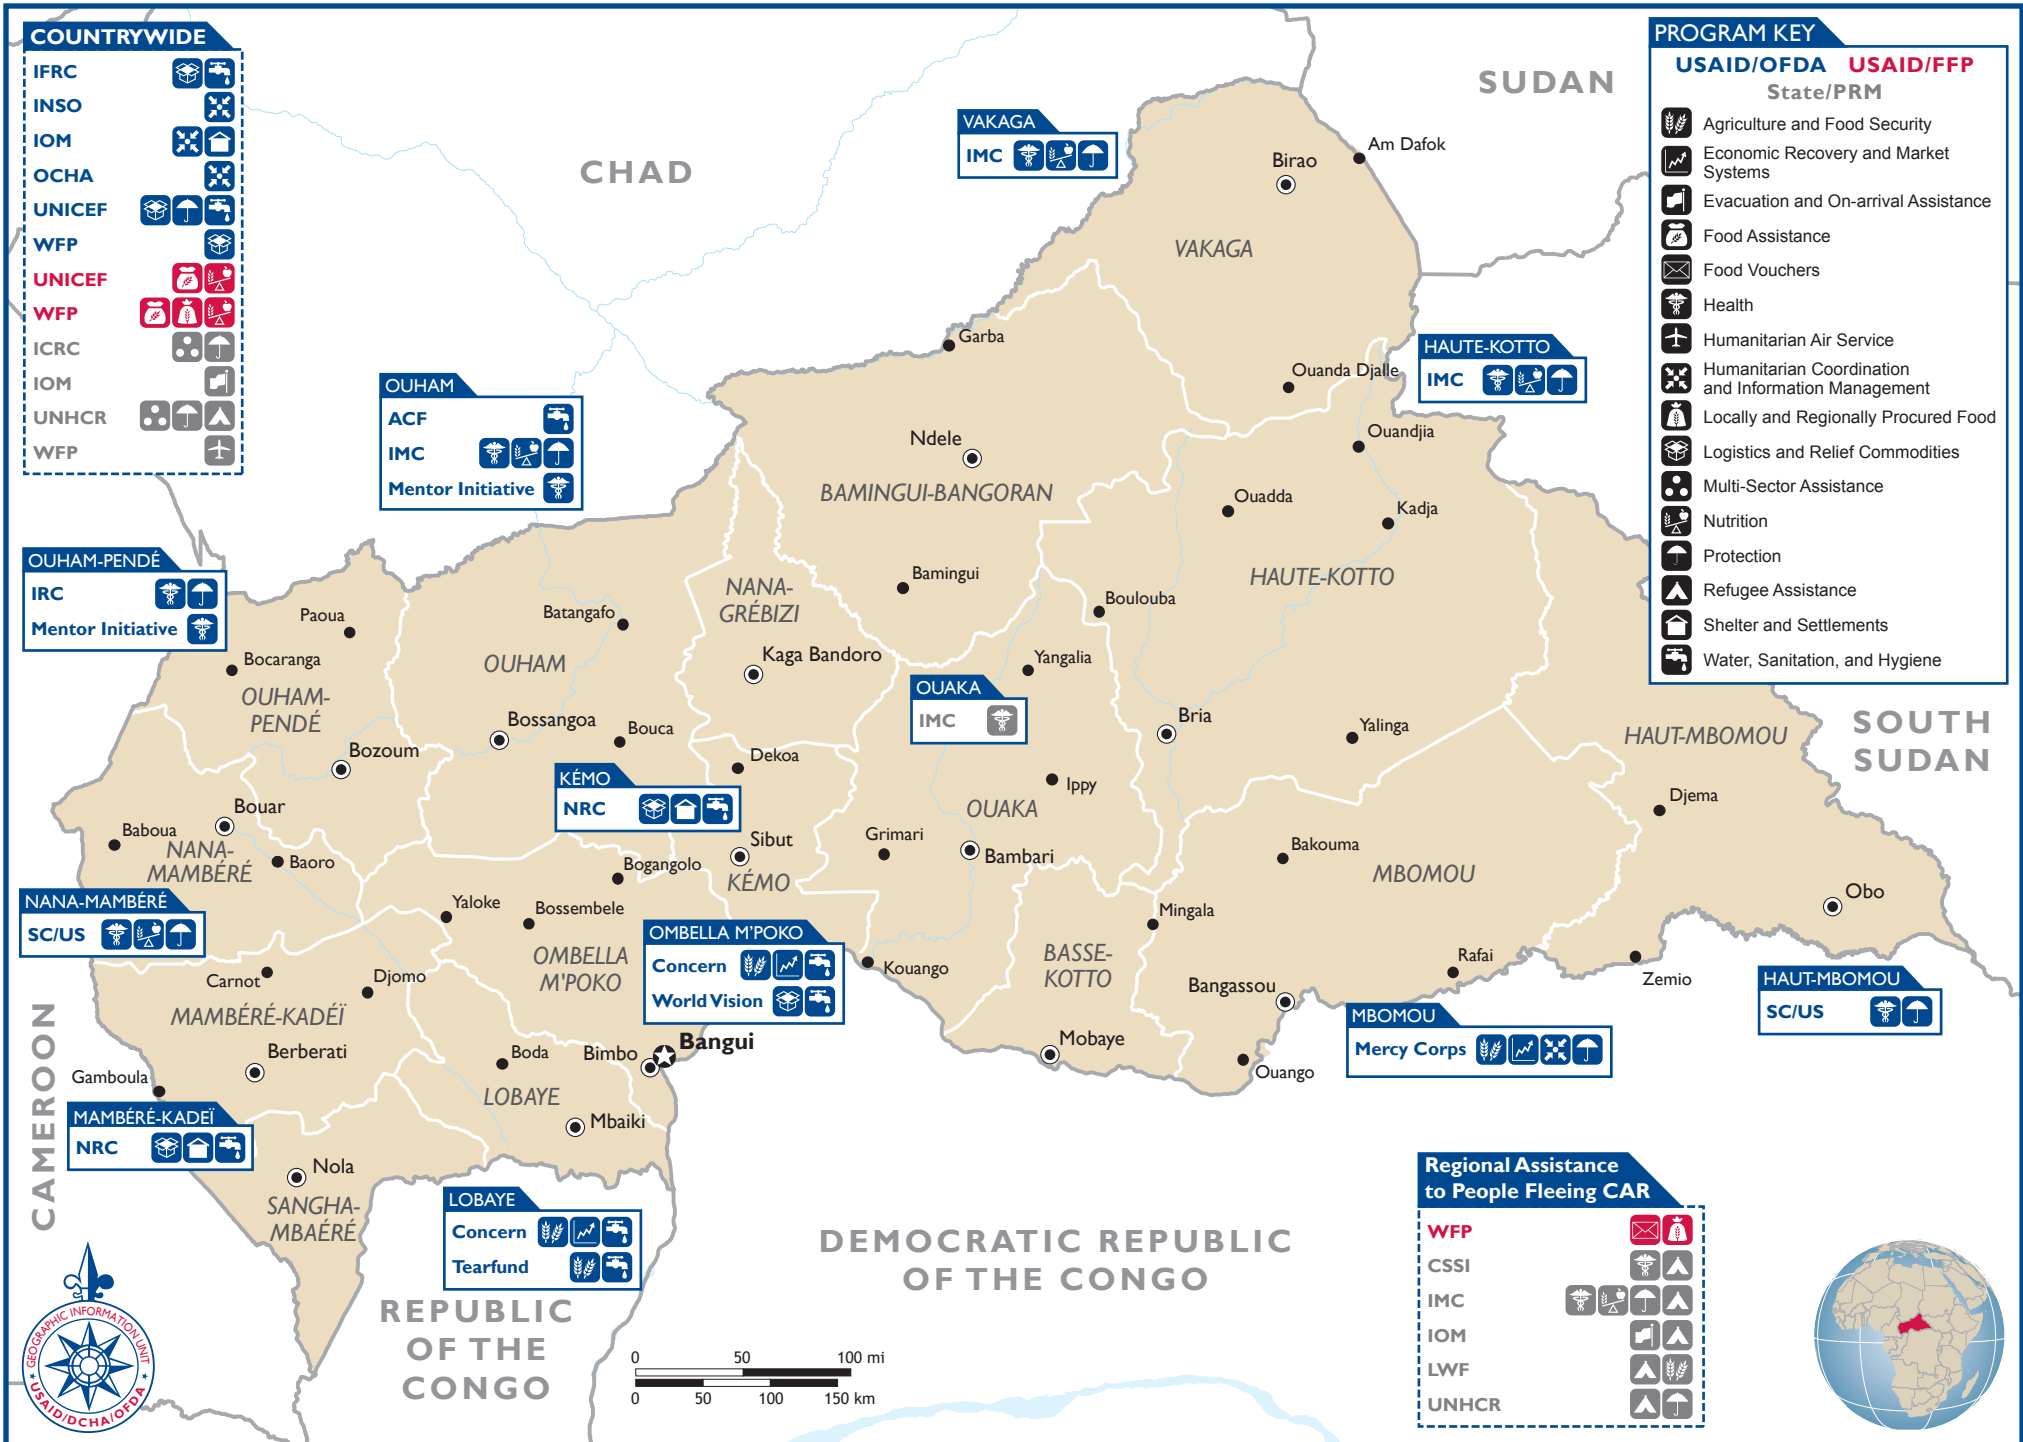 COUNTRYWIDE
IFRC
INSO
IOM
OCHA
UNICEF
WFP
UNICEF
WFP
ICRC
IOM
UNHCR
WFP
PROGRAM KEY
USAID/OFDA USAID/FFP
State/PRM
Agriculture and Food Security
Economic Recovery and Market
Systems
Evacuation and On-arrival Assistance
Food Assistance
Food Vouchers
Health
Humanitarian Air Service
Humanitarian Coordination
and Information Management
Locally and Regionally Procured Food
Logistics and Relief Commodities
Multi-Sector Assistance
Nutrition
Protection
Refugee Assistance
Shelter and Settlements
Water, Sanitation, and Hygiene
SUDAN
CHAD
VAKAGA
IMC
Am Dafok
Birao
VAKAGA
Garba
Ouanda Djalle
HAUTE-KOTTO
IMC
OUHAM
ACF
IMC
Mentor Initiative
Ndele
BAMINGUI-BANGORAN
Ouandjia
Ouadda
Kadja
OUHAM-PENDÉ
IRC
Mentor Initiative
Paoua
Bocaranga
OUHAM-
PENDÉ
Bozoum
Batangafo
OUHAM
Bossangoa
Bouca
NANA-
GRÉBIZI
Kaga Bandoro
Bamingui
Boulouba
HAUTE-KOTTO
Yangalia
OUAKA
IMC
Bria
Yalinga
HAUT-MBOMOU
SOUTH
SUDAN
Dekoa
KÉMO
NRC
Ippy
OUAKA
Djema
Bouar
Baboua
NANA-
MAMBÉRÉ
Baoro
Sibut
KÉMO
Bogangolo
Grimari
Bambari
Bakouma
MBOMOU
Obo
NANA-MAMBÉRÉ
SC/US
Yaloke
Bossembele
OMBELLA
M'POKO
OMBELLA M'POKO
Concern
World Vision
Mingala
BASSE-
KOTTO
Kouango
Rafai
Zemio
HAUT-MBOMOU
SC/US
Carnot
Djomo
MAMBÉRÉ-KADÉÏ
Bangassou
MBOMOU
Mercy Corps
CAMEROON
Berberati
Gamboula
Boda
Bimbo
Bangui
Mobaye
Ouango
LOBAYE
Mbaiki
MAMBÉRÉ-KADEÏ
NRC
Nola
SANGHA-
MBAÉRÉ
LOBAYE
Concern
Tearfund
DEMOCRATIC REPUBLIC
OF THE CONGO
REPUBLIC
OF THE
CONGO
Regional Assistance
to People Fleeing CAR
WFP
CSSI
IMC
IOM
LWF
UNHCR
0 50 100 mi
0 50 100 150 km
GEOGRAPHIC INFORMATION UNIT
USAID/DCHA/OFDA